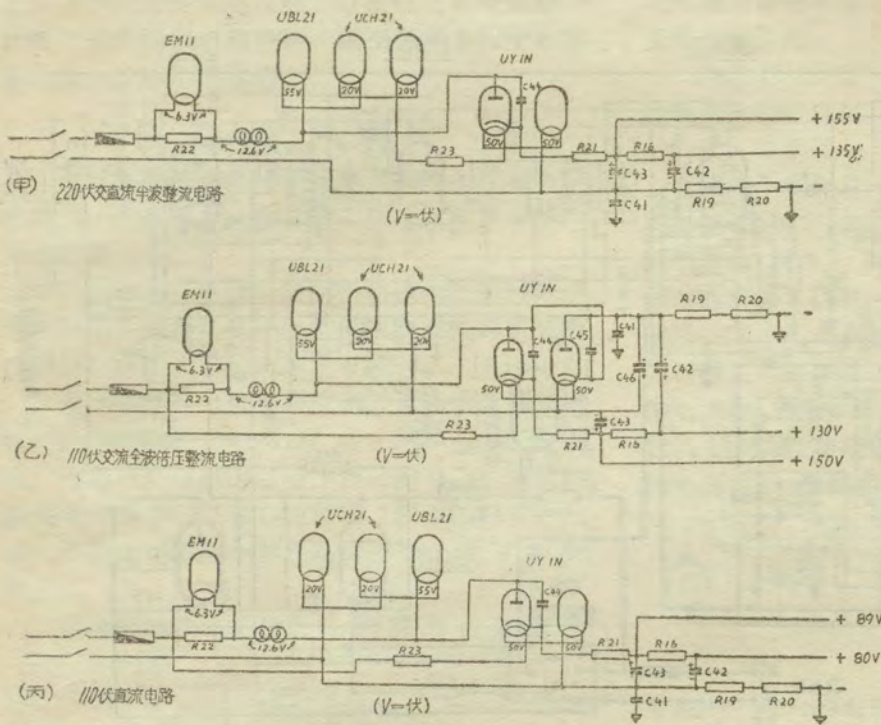 UBL21 UCH21
EM11 UY1N
55V 20V 20V C44
6.3V
+ 155V
R22 12.6V R23 50V 50V R21 R16 + 135V
C43 C42
(甲) 220伏交直流半波整流电路 (V=伏) C41 R19 R20 -
UBL21 UCH21
EM11 UY1N R19 R20 -
55V 20V 20V C44 C45 C41
6.3V C46 C42
R22 12.6V 50V 50V
R23 C43 + 130V
(乙) 110伏交流全波倍压整流电路 (V=伏) R21 R16 + 150V
UCH21 UBL21
EM11 UY1N
20V 20V 55V C44
6.3V + 89V
R22 12.6V R23 50V 50V R21 R16 + 80V
C43 C42
(丙) 110伏直流电路 (V=伏) C41 R19 R20 -